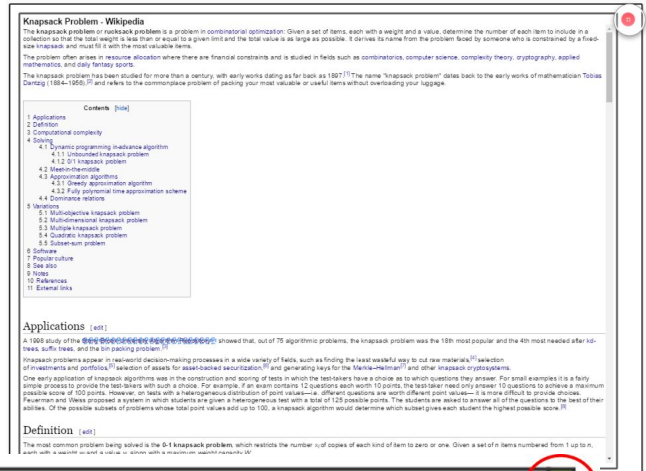 Knapsack Problem - Wikipedia
The knapsack problem or rucksack problem is a problem in combinatorial optimization: Given a set of items, each with a weight and a value, determine the number of each item to include in a
collection so that the total weight is less than or equal to a given limit and the total value is as large as possible. It derives its name from the problem faced by someone who is constrained by a fixed-
size knapsack and must fill it with the most valuable items.
The problem often arises in resource allocation where there are financial constraints and is studied in fields such as combinatorics, computer science, complexity theory, cryptography, applied
mathematics, and daily fantasy sports.
The knapsack problem has been studied for more than a century, with early works dating as far back as 1897.[1] The name "knapsack problem" dates back to the early works of mathematician Tobias
Dantzig (1884–1956),[2] and refers to the commonplace problem of packing your most valuable or useful items without overloading your luggage.
Contents [hide]
1 Applications
2 Definition
3 Computational complexity
4 Solving
4.1 Dynamic programming in-advance algorithm
4.1.1 Unbounded knapsack problem
4.1.2 0/1 knapsack problem
4.2 Meet-in-the-middle
4.3 Approximation algorithms
4.3.1 Greedy approximation algorithm
4.3.2 Fully polynomial time approximation scheme
4.4 Dominance relations
5 Variations
5.1 Multi-objective knapsack problem
5.2 Multi-dimensional knapsack problem
5.3 Multiple knapsack problem
5.4 Quadratic knapsack problem
5.5 Subset-sum problem
6 Software
7 Popular culture
8 See also
9 Notes
10 References
11 External links
Applications [edit]
A 1998 study of the showed that, out of 75 algorithmic problems, the knapsack problem was the 18th most popular and the 4th most needed after kd-
trees, suffix trees, and the bin packing problem.[3]
Knapsack problems appear in real-world decision-making processes in a wide variety of fields, such as finding the least wasteful way to cut raw materials,[4] selection
of investments and portfolios,[5] selection of assets for asset-backed securitization,[6] and generating keys for the Merkle–Hellman[7] and other knapsack cryptosystems.
One early application of knapsack algorithms was in the construction and scoring of tests in which the test-takers have a choice as to which questions they answer. For small examples it is a fairly
simple process to provide the test-takers with such a choice. For example, if an exam contains 12 questions each worth 10 points, the test-taker need only answer 10 questions to achieve a maximum
possible score of 100 points. However, on tests with a heterogeneous distribution of point values—i.e. different questions are worth different point values— it is more difficult to provide choices.
Feuerman and Weiss proposed a system in which students are given a heterogeneous test with a total of 125 possible points. The students are asked to answer all of the questions to the best of their
abilities. Of the possible subsets of problems whose total point values add up to 100, a knapsack algorithm would determine which subset gives each student the highest possible score.[8]
Definition [edit]
The most common problem being solved is the 0-1 knapsack problem, which restricts the number xi of copies of each kind of item to zero or one. Given a set of n items numbered from 1 up to n,
each with a weight wi and a value vi, along with a maximum weight capacity W,